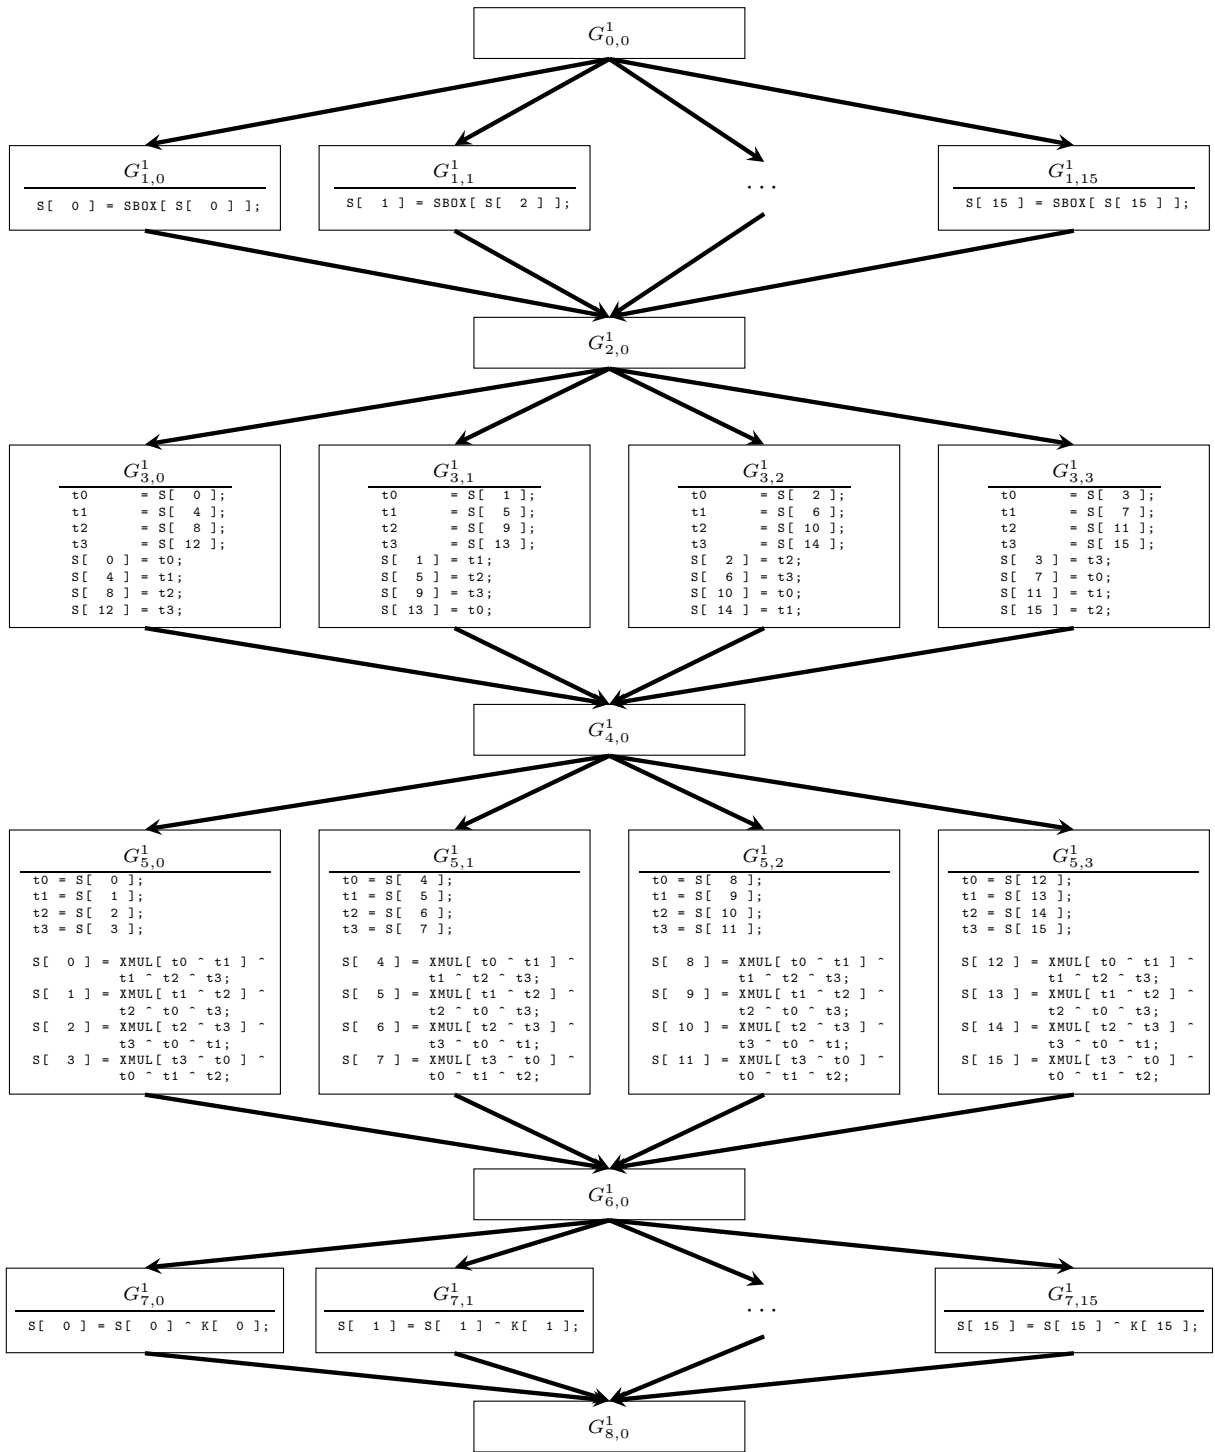 G^1_{0,0}
G^1_{1,0}
S[  0 ] = SBOX[ S[  0 ] ];
G^1_{1,1}
S[  1 ] = SBOX[ S[  2 ] ];
...
G^1_{1,15}
S[ 15 ] = SBOX[ S[ 15 ] ];
G^1_{2,0}
G^1_{3,0}
t0      = S[  0 ];
t1      = S[  4 ];
t2      = S[  8 ];
t3      = S[ 12 ];
S[  0 ] = t0;
S[  4 ] = t1;
S[  8 ] = t2;
S[ 12 ] = t3;
G^1_{3,1}
t0      = S[  1 ];
t1      = S[  5 ];
t2      = S[  9 ];
t3      = S[ 13 ];
S[  1 ] = t1;
S[  5 ] = t2;
S[  9 ] = t3;
S[ 13 ] = t0;
G^1_{3,2}
t0      = S[  2 ];
t1      = S[  6 ];
t2      = S[ 10 ];
t3      = S[ 14 ];
S[  2 ] = t2;
S[  6 ] = t3;
S[ 10 ] = t0;
S[ 14 ] = t1;
G^1_{3,3}
t0      = S[  3 ];
t1      = S[  7 ];
t2      = S[ 11 ];
t3      = S[ 15 ];
S[  3 ] = t3;
S[  7 ] = t0;
S[ 11 ] = t1;
S[ 15 ] = t2;
G^1_{4,0}
G^1_{5,0}
t0 = S[  0 ];
t1 = S[  1 ];
t2 = S[  2 ];
t3 = S[  3 ];
S[  0 ] = XMUL[ t0 ^ t1 ] ^
t1 ^ t2 ^ t3;
S[  1 ] = XMUL[ t1 ^ t2 ] ^
t2 ^ t0 ^ t3;
S[  2 ] = XMUL[ t2 ^ t3 ] ^
t3 ^ t0 ^ t1;
S[  3 ] = XMUL[ t3 ^ t0 ] ^
t0 ^ t1 ^ t2;
G^1_{5,1}
t0 = S[  4 ];
t1 = S[  5 ];
t2 = S[  6 ];
t3 = S[  7 ];
S[  4 ] = XMUL[ t0 ^ t1 ] ^
t1 ^ t2 ^ t3;
S[  5 ] = XMUL[ t1 ^ t2 ] ^
t2 ^ t0 ^ t3;
S[  6 ] = XMUL[ t2 ^ t3 ] ^
t3 ^ t0 ^ t1;
S[  7 ] = XMUL[ t3 ^ t0 ] ^
t0 ^ t1 ^ t2;
G^1_{5,2}
t0 = S[  8 ];
t1 = S[  9 ];
t2 = S[ 10 ];
t3 = S[ 11 ];
S[  8 ] = XMUL[ t0 ^ t1 ] ^
t1 ^ t2 ^ t3;
S[  9 ] = XMUL[ t1 ^ t2 ] ^
t2 ^ t0 ^ t3;
S[ 10 ] = XMUL[ t2 ^ t3 ] ^
t3 ^ t0 ^ t1;
S[ 11 ] = XMUL[ t3 ^ t0 ] ^
t0 ^ t1 ^ t2;
G^1_{5,3}
t0 = S[ 12 ];
t1 = S[ 13 ];
t2 = S[ 14 ];
t3 = S[ 15 ];
S[ 12 ] = XMUL[ t0 ^ t1 ] ^
t1 ^ t2 ^ t3;
S[ 13 ] = XMUL[ t1 ^ t2 ] ^
t2 ^ t0 ^ t3;
S[ 14 ] = XMUL[ t2 ^ t3 ] ^
t3 ^ t0 ^ t1;
S[ 15 ] = XMUL[ t3 ^ t0 ] ^
t0 ^ t1 ^ t2;
G^1_{6,0}
G^1_{7,0}
S[  0 ] = S[  0 ] ^ K[  0 ];
G^1_{7,1}
S[  1 ] = S[  1 ] ^ K[  1 ];
...
G^1_{7,15}
S[ 15 ] = S[ 15 ] ^ K[ 15 ];
G^1_{8,0}